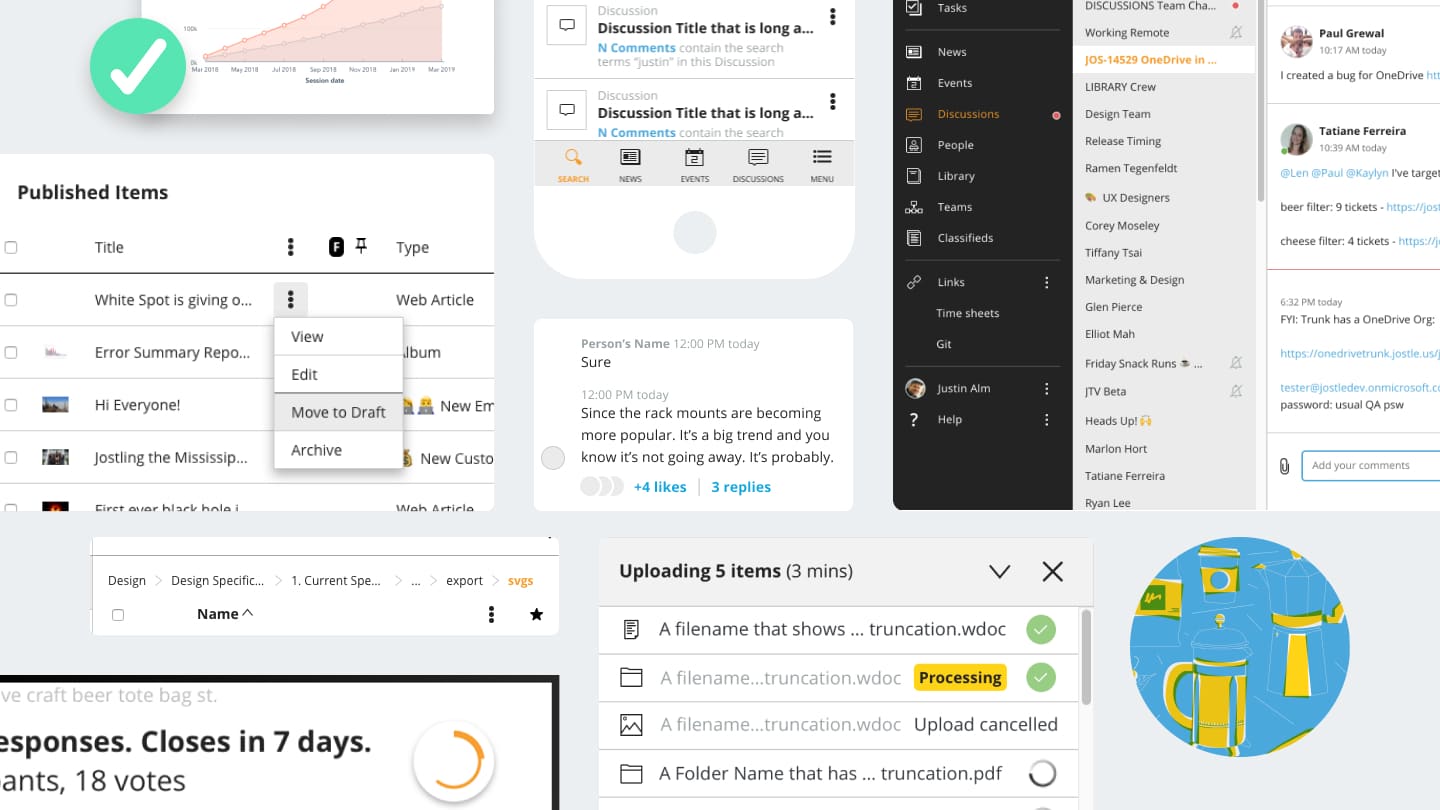 100k
0k
Mar 2018 May 2018 Jul 2018 Sep 2018 Nov 2018 Jan 2019 Mar 2019
Session date
Published Items
Title F Type
White Spot is giving o... Web Article
Error Summary Repo... Album
Hi Everyone! New Em
Jostling the Mississip... New Custo
First ever black hole i Web Article
View
Edit
Move to Draft
Archive
Discussion
Discussion Title that is long a...
N Comments contain the search
terms “justin” in this Discussion
Discussion
Discussion Title that is long a...
N Comments contain the search
SEARCH NEWS EVENTS DISCUSSIONS MENU
Person’s Name 12:00 PM today
Sure
12:00 PM today
Since the rack mounts are becoming
more popular. It’s a big trend and you
know it’s not going away. It’s probably.
+4 likes 3 replies
Tasks
News
Events
Discussions
People
Library
Teams
Classifieds
Links
Time sheets
Git
Justin Alm
Help
DISCUSSIONS Team Cha...
Working Remote
JOS-14529 OneDrive in ...
LIBRARY Crew
Design Team
Release Timing
Ramen Tegenfeldt
UX Designers
Corey Moseley
Tiffany Tsai
Marketing & Design
Glen Pierce
Elliot Mah
Friday Snack Runs ☕ ...
JTV Beta
Heads Up! 🙌
Marlon Hort
Tatiane Ferreira
Ryan Lee
Paul Grewal
10:17 AM today
I created a bug for OneDrive htt
Tatiane Ferreira
10:39 AM today
@Len @Paul @Kaylyn I've target
beer filter: 9 tickets - https://jost
cheese filter: 4 tickets - https://j
6:32 PM today
FYI: Trunk has a OneDrive Org:
https://onedrivetrunk.jostle.us/j
tester@jostledev.onmicrosoft.co
password: usual QA psw
Add your comments
Design Design Specific... 1. Current Spe... ... export svgs
Name
ve craft beer tote bag st.
esponses. Closes in 7 days.
pants, 18 votes
Uploading 5 items (3 mins)
A filename that shows ... truncation.wdoc
A filename...truncation.wdoc Processing
A filename...truncation.wdoc Upload cancelled
A Folder Name that has ... truncation.pdf